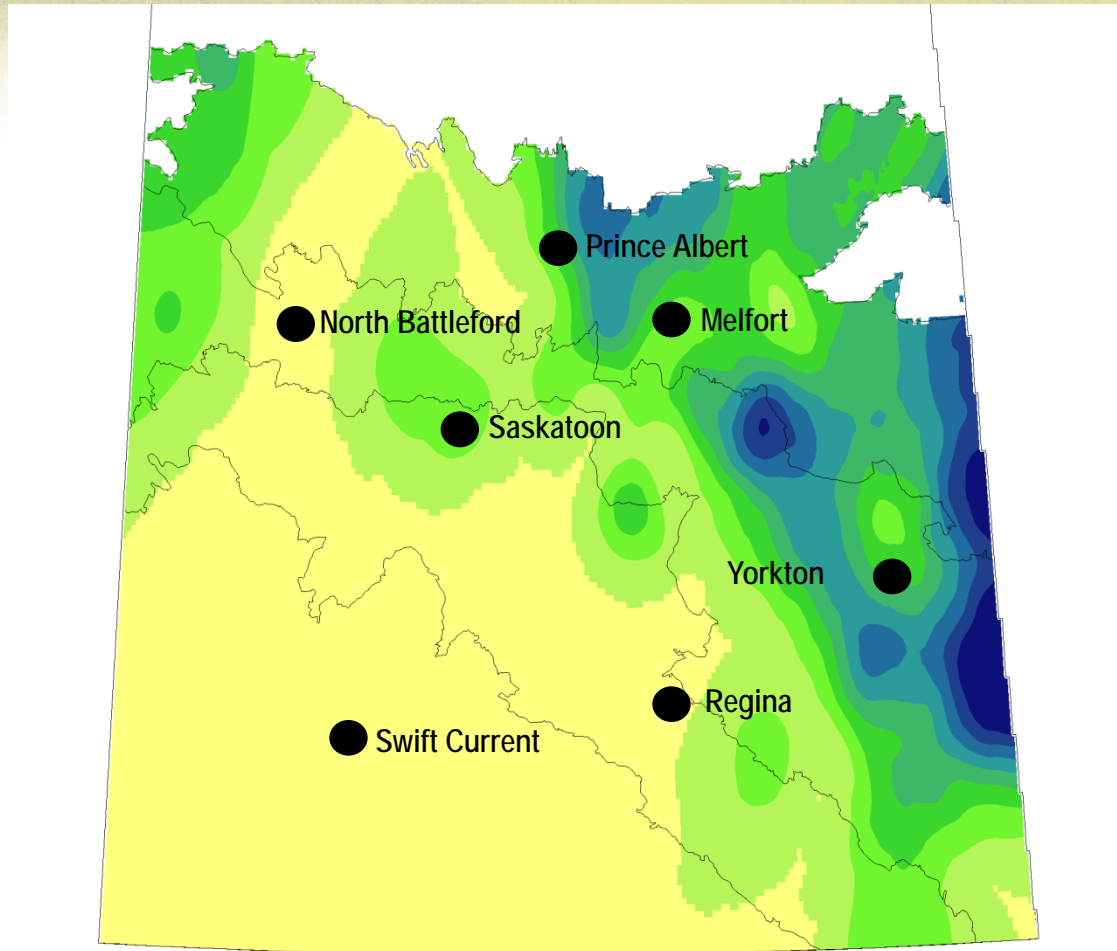 Prince Albert
North Battleford
Melfort
Saskatoon
Yorkton
Regina
Swift Current